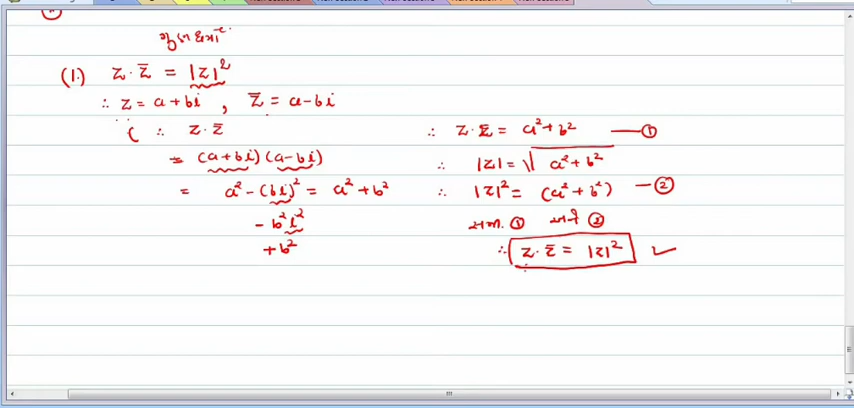 ગુણધર્મો
(1.) z · z̄ = |z|²
∴ z = a + bi , z̄ = a - bi
( ∴ z · z̄
= (a + bi) (a - bi)
= a² - (bi)² = a² + b²
- b²i²
+ b²
∴ z · z̄ = a² + b² —— ①
∴ |z| = √a² + b²
∴ |z|² = (a² + b²) — ②
સમી. ① અને ②
∴ z · z̄ = |z|² ✓